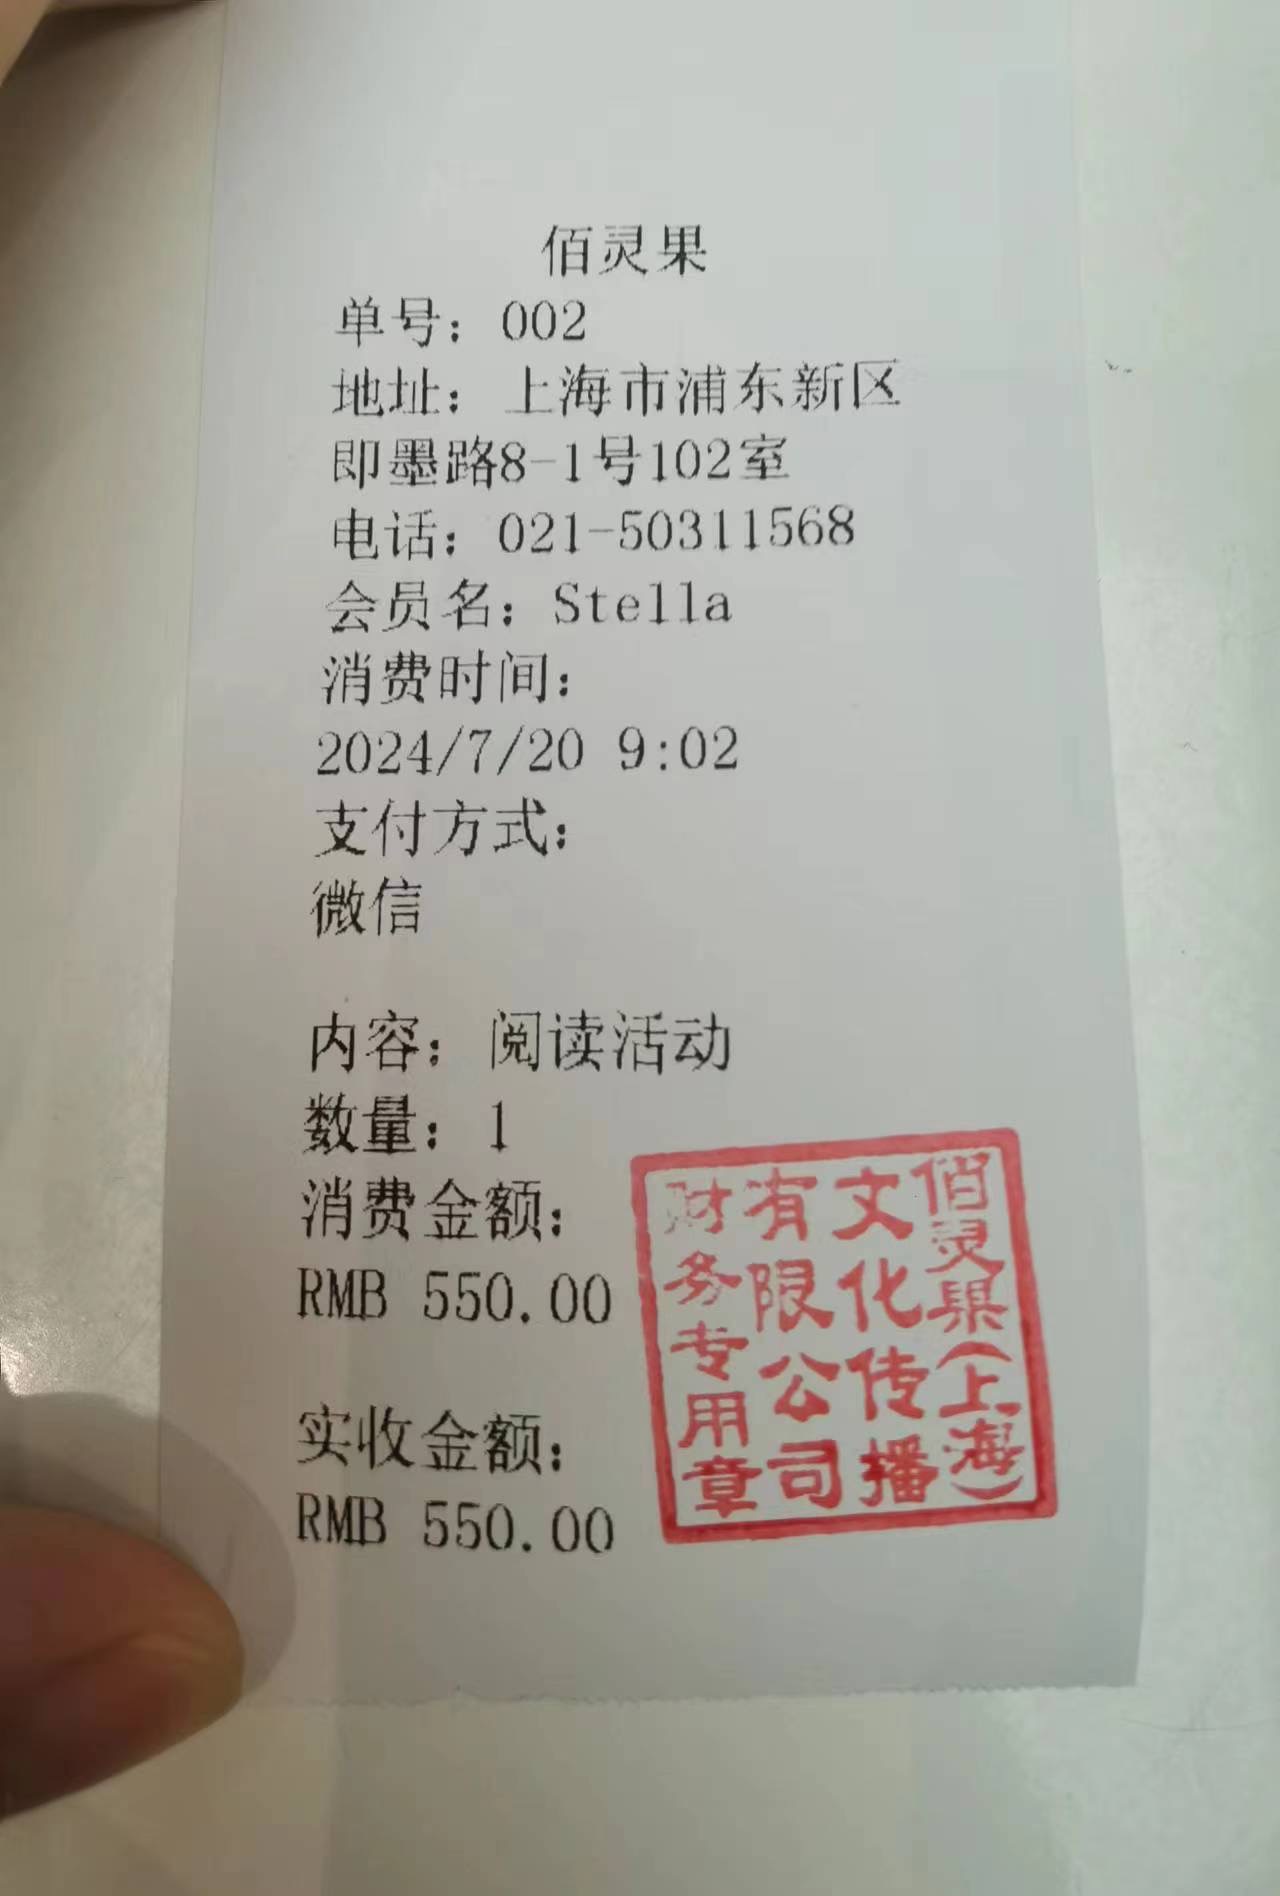 佰灵果
单号：002
地址：上海市浦东新区
即墨路8-1号102室
电话：021-50311568
会员名：Stella
消费时间：
2024/7/20 9:02
支付方式：
微信
内容：阅读活动
数量：1
消费金额：
RMB 550.00
实收金额：
RMB 550.00
佰灵果(上海)
文化传播
有限公司
财务专用章